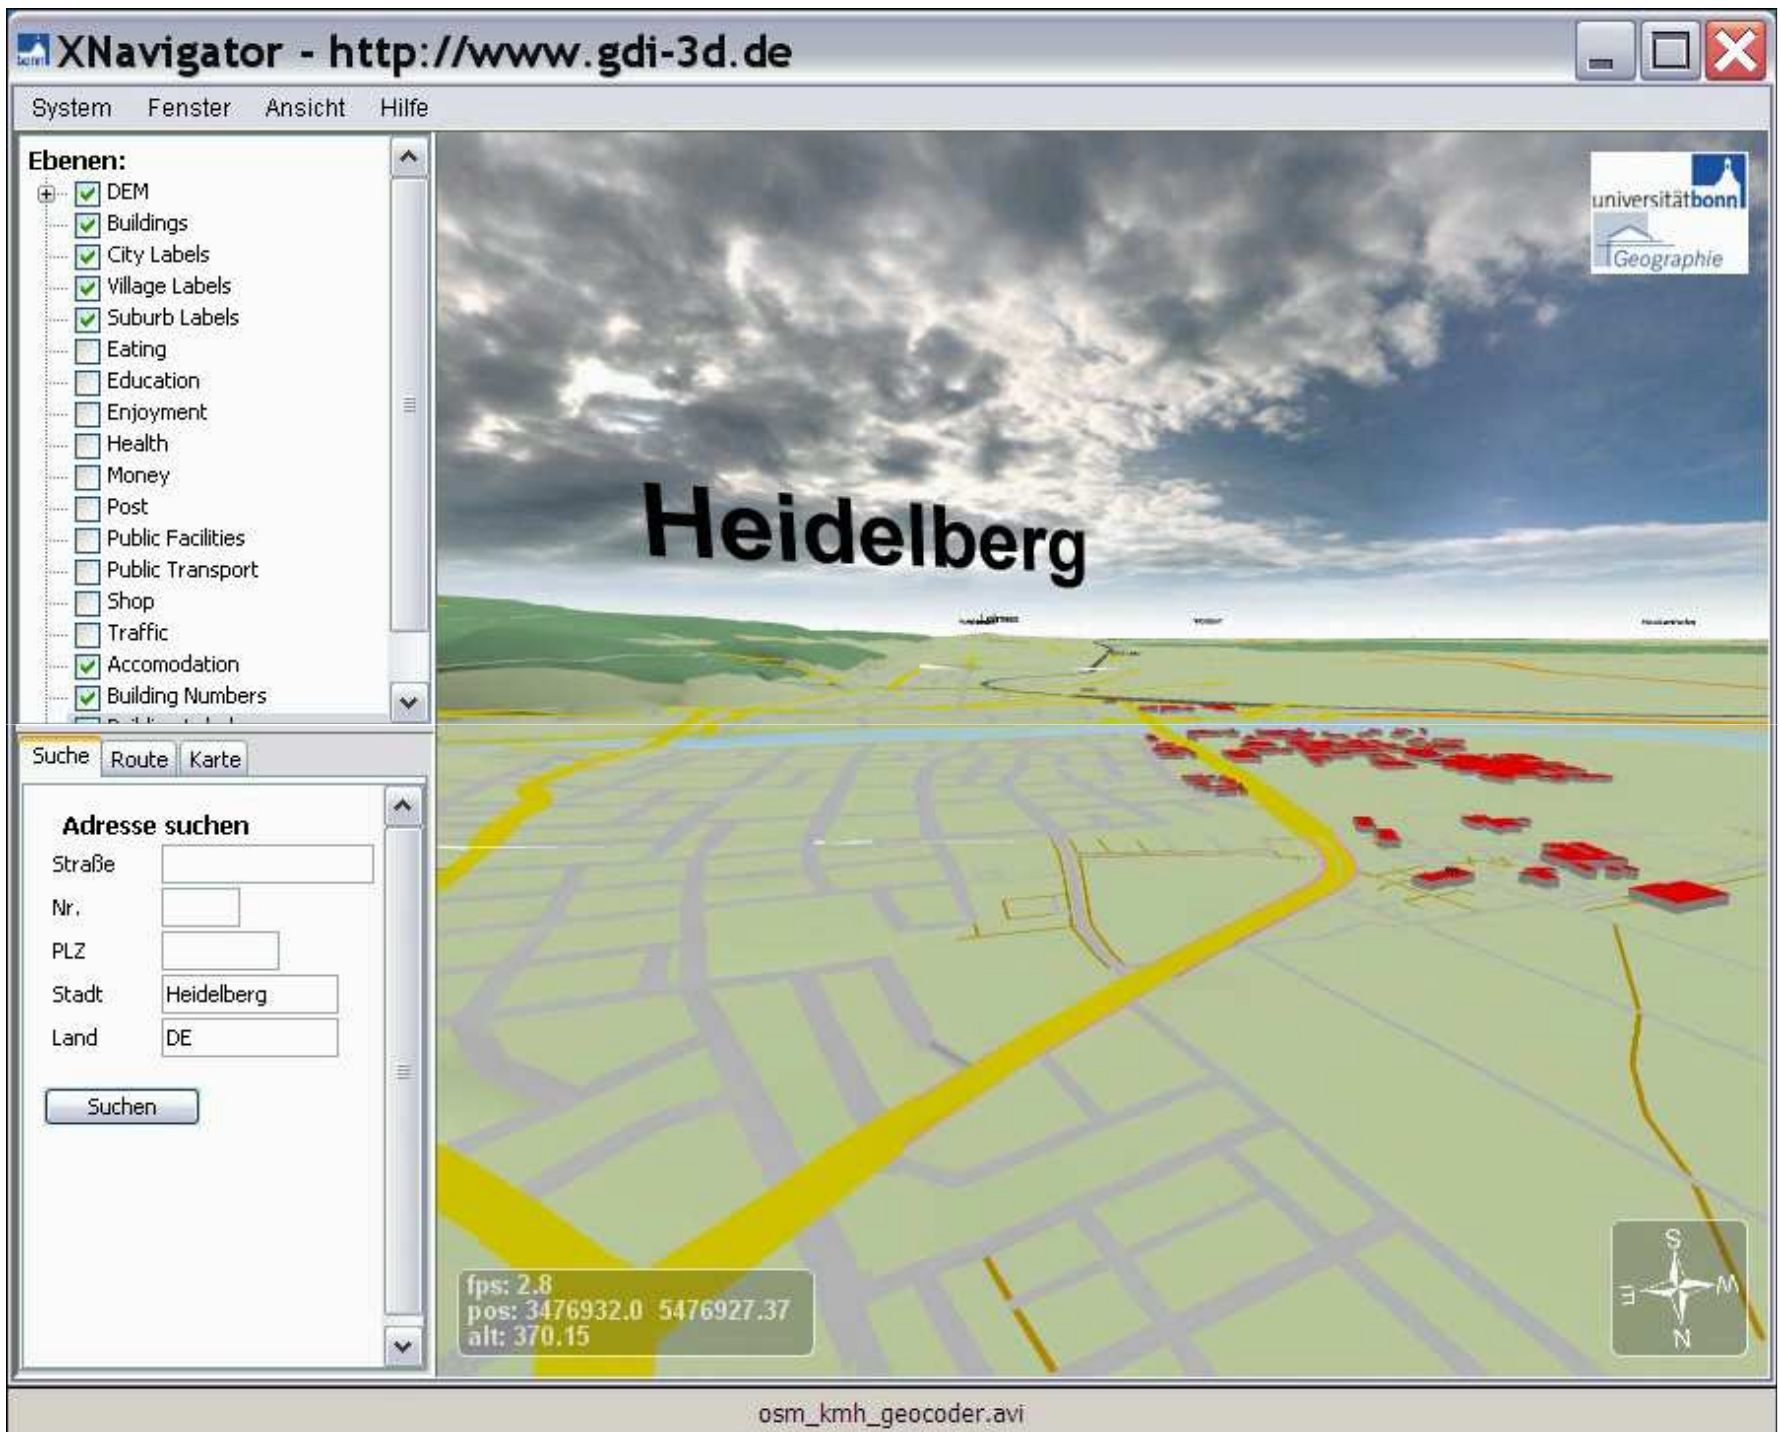 XNavigator - http://www.gdi-3d.de
System Fenster Ansicht Hilfe
Ebenen:
DEM
Buildings
City Labels
Village Labels
Suburb Labels
Eating
Education
Enjoyment
Health
Money
Post
Public Facilities
Public Transport
Shop
Traffic
Accomodation
Building Numbers
Suche Route Karte
Adresse suchen
Straße
Nr.
PLZ
Stadt Heidelberg
Land DE
Suchen
universitätbonn
Geographie
Heidelberg
fps: 2.8
pos: 3476932.0 5476927.37
alt: 370.15
S
E W
N
osm_kmh_geocoder.avi